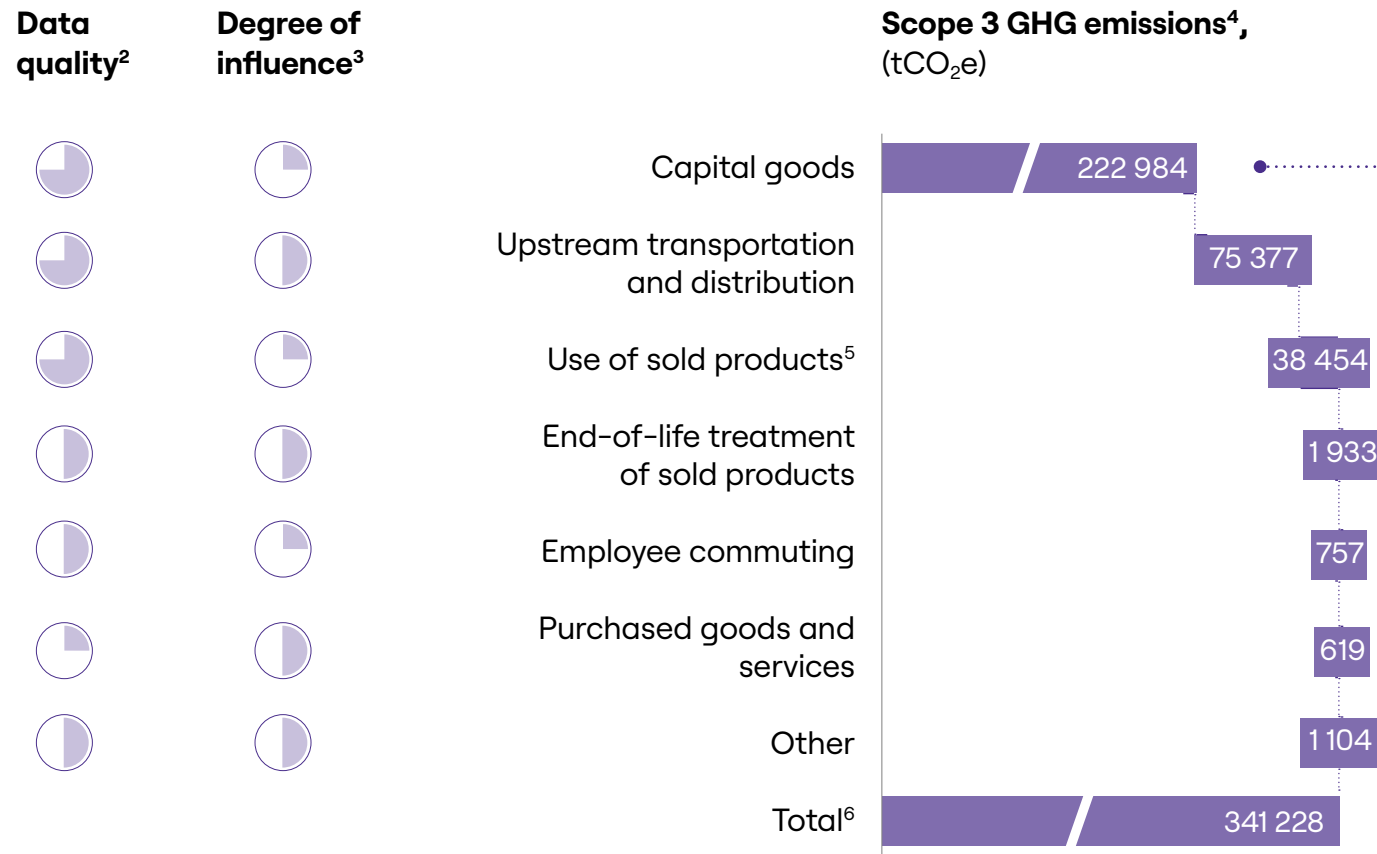 Data
quality²
Degree of
influence³
Scope 3 GHG emissions⁴,
(tCO₂e)
Capital goods
222 984
Upstream transportation
and distribution
75 377
Use of sold products⁵
38 454
End-of-life treatment
of sold products
1 933
Employee commuting
757
Purchased goods and
services
619
Other
1 104
Total⁶
341 228